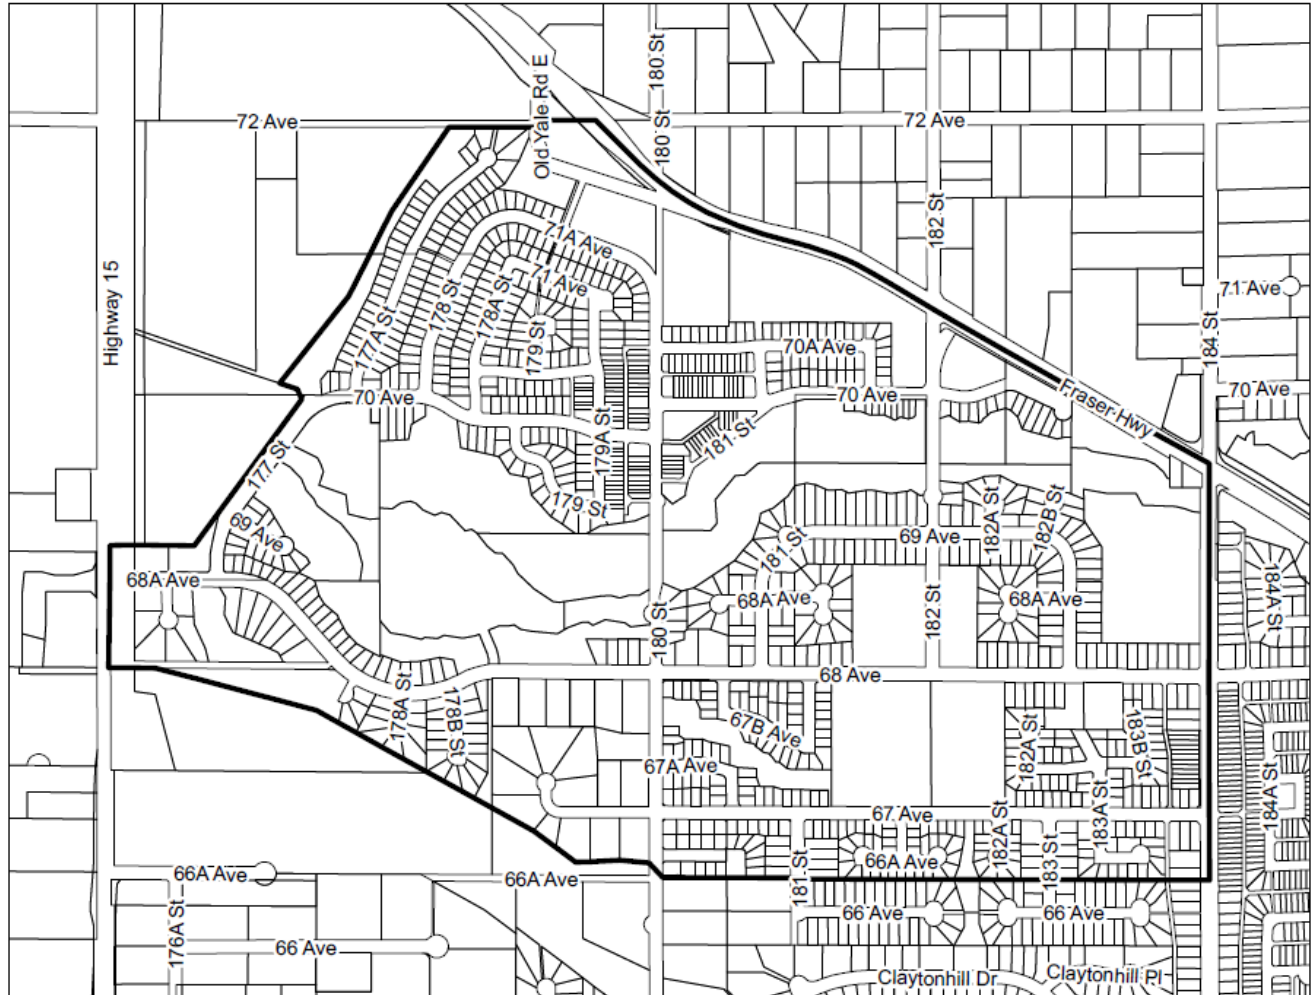 180 St
Old Yale Rd E
72 Ave
180 St
72 Ave
182 St
71A Ave
71 Ave
Highway 15
177A St
178 St
178A St
179 St
71 Ave
184 St
70A Ave
70 Ave
70 Ave
Fraser Hwy
70 Ave
177 St
179A St
181 St
179 St
69 Ave
182A St
182B St
69 Ave
181 St
68A Ave
68A Ave
68A Ave
184A St
180 St
182 St
68 Ave
178A St
178B St
67B Ave
182A St
183B St
67A Ave
184A St
67 Ave
182A St
183A St
66A Ave
66A Ave
66A Ave
181 St
183 St
176A St
66 Ave
66 Ave
66 Ave
Claytonhill Dr
Claytonhill Pl